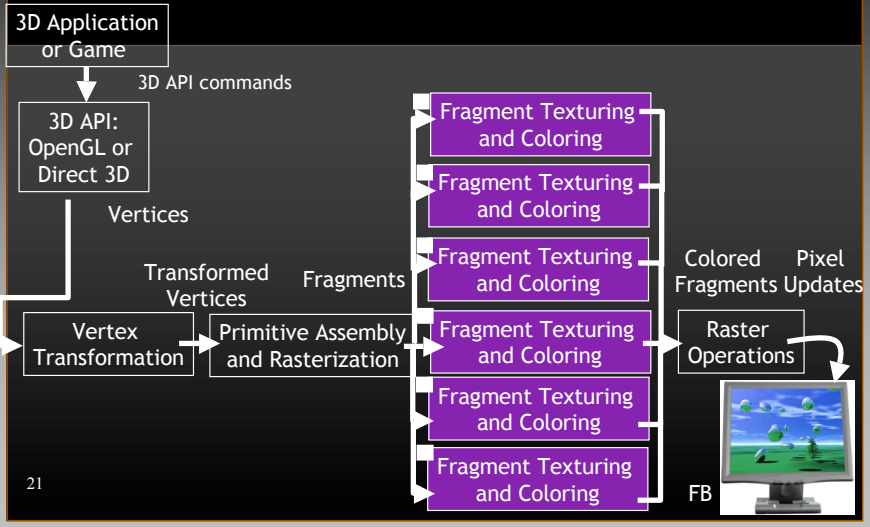 3D Application
or Game
3D API commands
3D API:
OpenGL or
Direct 3D
Vertices
Transformed
Vertices
Fragments
Vertex
Transformation
Primitive Assembly
and Rasterization
Fragment Texturing
and Coloring
Fragment Texturing
and Coloring
Fragment Texturing
and Coloring
Fragment Texturing
and Coloring
Fragment Texturing
and Coloring
Fragment Texturing
and Coloring
Colored
Fragments
Pixel
Updates
Raster
Operations
FB
21